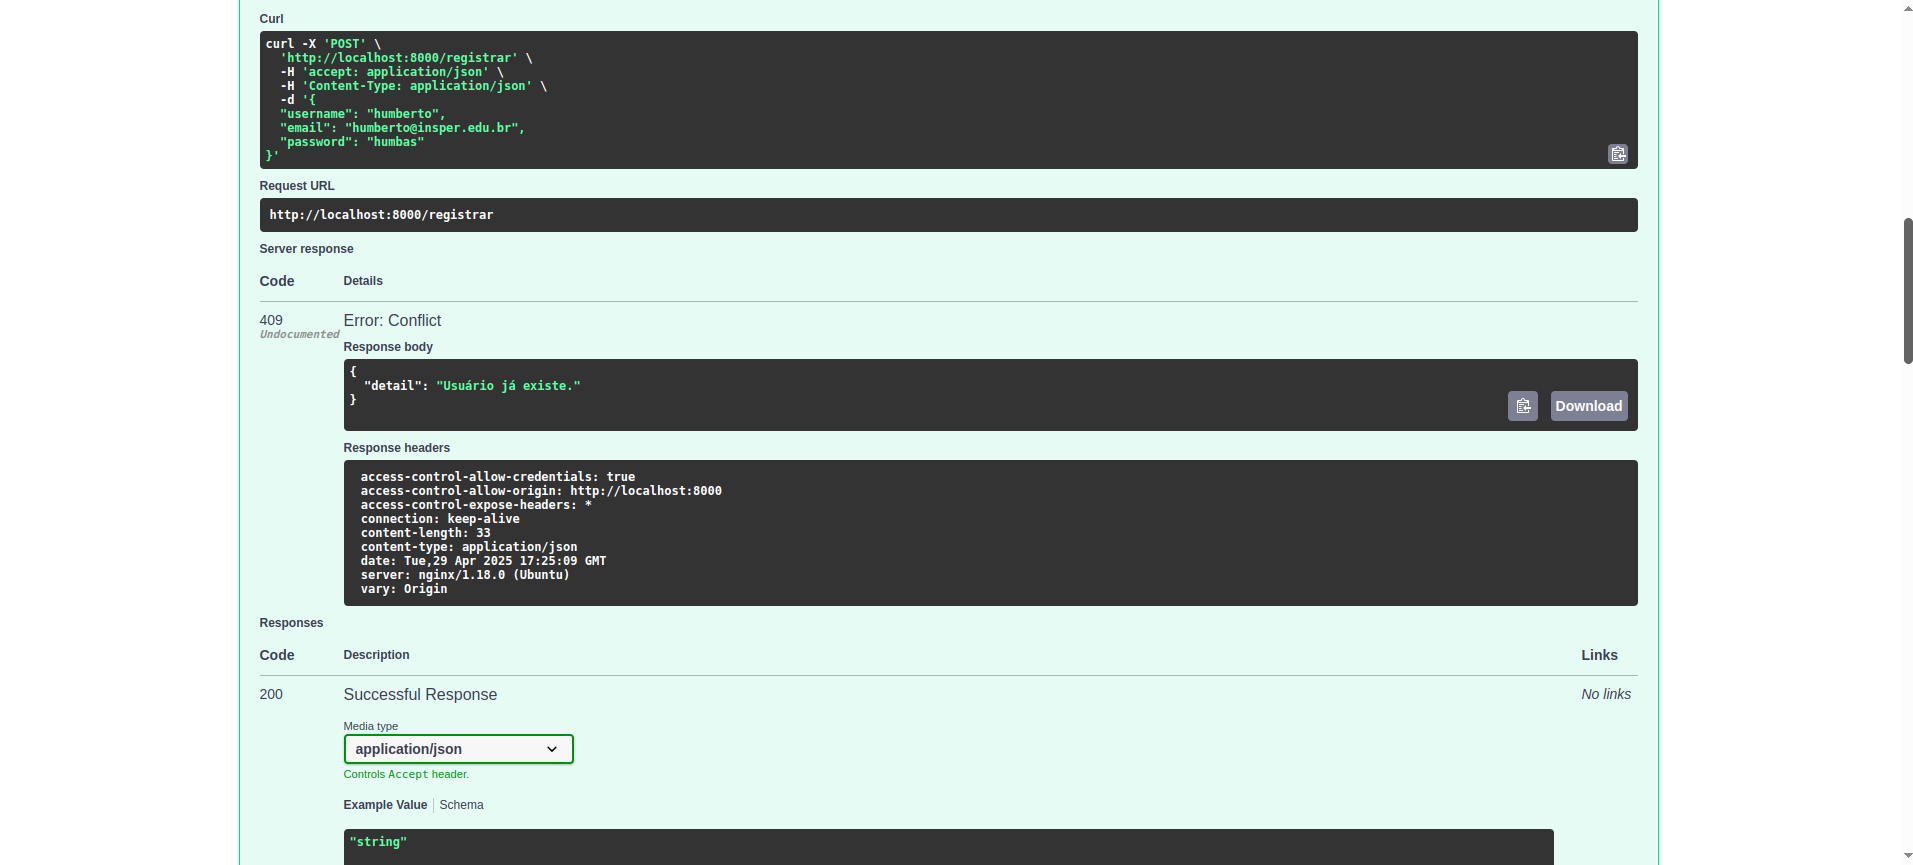 Curl
curl -X 'POST' \
'http://localhost:8000/registrar' \
-H 'accept: application/json' \
-H 'Content-Type: application/json' \
-d '{
"username": "humberto",
"email": "humberto@insper.edu.br",
"password": "humbas"
}'
Request URL
http://localhost:8000/registrar
Server response
Code Details
409 Error: Conflict
Undocumented
Response body
{
"detail": "Usuário já existe."
}
Download
Response headers
access-control-allow-credentials: true
access-control-allow-origin: http://localhost:8000
access-control-expose-headers: *
connection: keep-alive
content-length: 33
content-type: application/json
date: Tue,29 Apr 2025 17:25:09 GMT
server: nginx/1.18.0 (Ubuntu)
vary: Origin
Responses
Code Description Links
200 Successful Response No links
Media type
application/json
Controls Accept header.
Example Value Schema
"string"